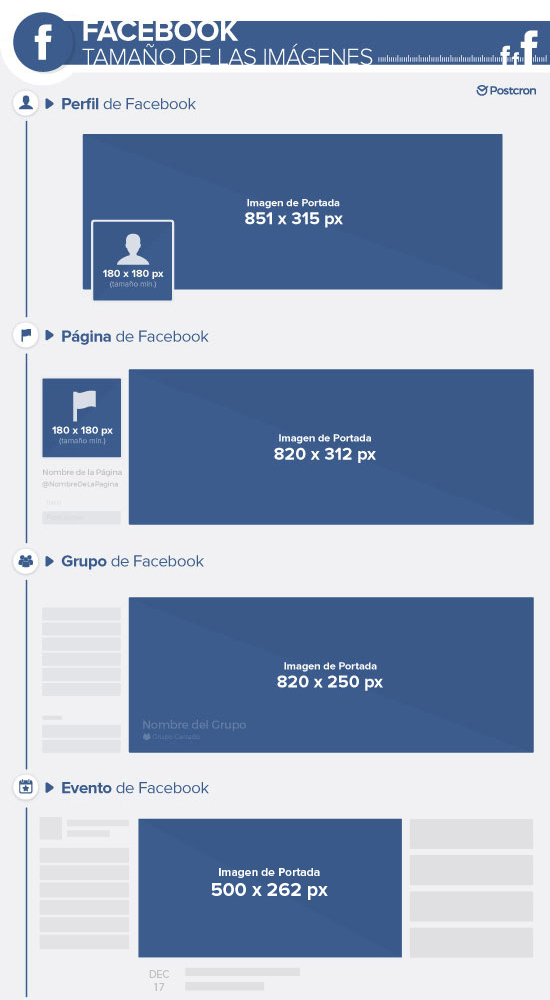 f
FACEBOOK
TAMAÑO DE LAS IMÁGENES
f f f
Postcron
Perfil de Facebook
Imagen de Portada
851 x 315 px
180 x 180 px
(tamaño mín.)
Página de Facebook
180 x 180 px
(tamaño mín.)
Nombre de la Página
@NombreDeLaPagina
Imagen de Portada
820 x 312 px
Grupo de Facebook
Imagen de Portada
820 x 250 px
Nombre del Grupo
Grupo Cerrado
Evento de Facebook
Imagen de Portada
500 x 262 px
DEC
17